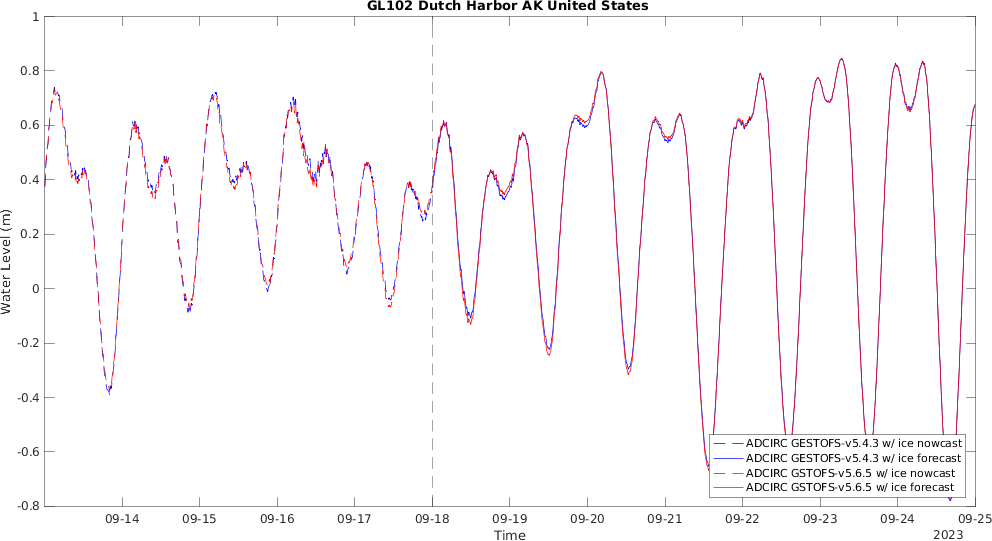 GL102 Dutch Harbor AK United States
Water Level (m)
1
0.8
0.6
0.4
0.2
0
-0.2
-0.4
-0.6
-0.8
ADCIRC GESTOFS-v5.4.3 w/ ice nowcast
ADCIRC GESTOFS-v5.4.3 w/ ice forecast
ADCIRC GSTOFS-v5.6.5 w/ ice nowcast
ADCIRC GSTOFS-v5.6.5 w/ ice forecast
09-14 09-15 09-16 09-17 09-18 09-19 09-20 09-21 09-22 09-23 09-24 09-25
Time
2023